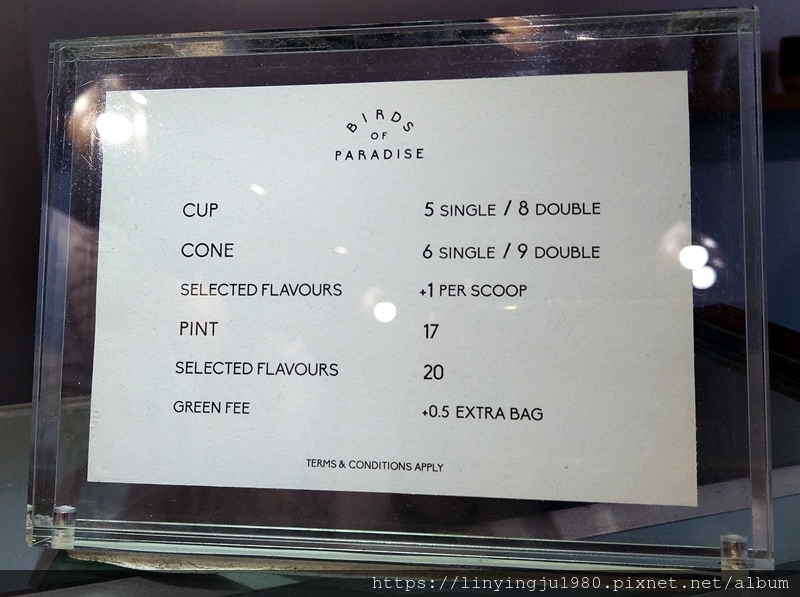 BIRDS
OF
PARADISE
CUP 5 SINGLE / 8 DOUBLE
CONE 6 SINGLE / 9 DOUBLE
SELECTED FLAVOURS +1 PER SCOOP
PINT 17
SELECTED FLAVOURS 20
GREEN FEE +0.5 EXTRA BAG
TERMS & CONDITIONS APPLY
https://linyingju1980.pixnet.net/album